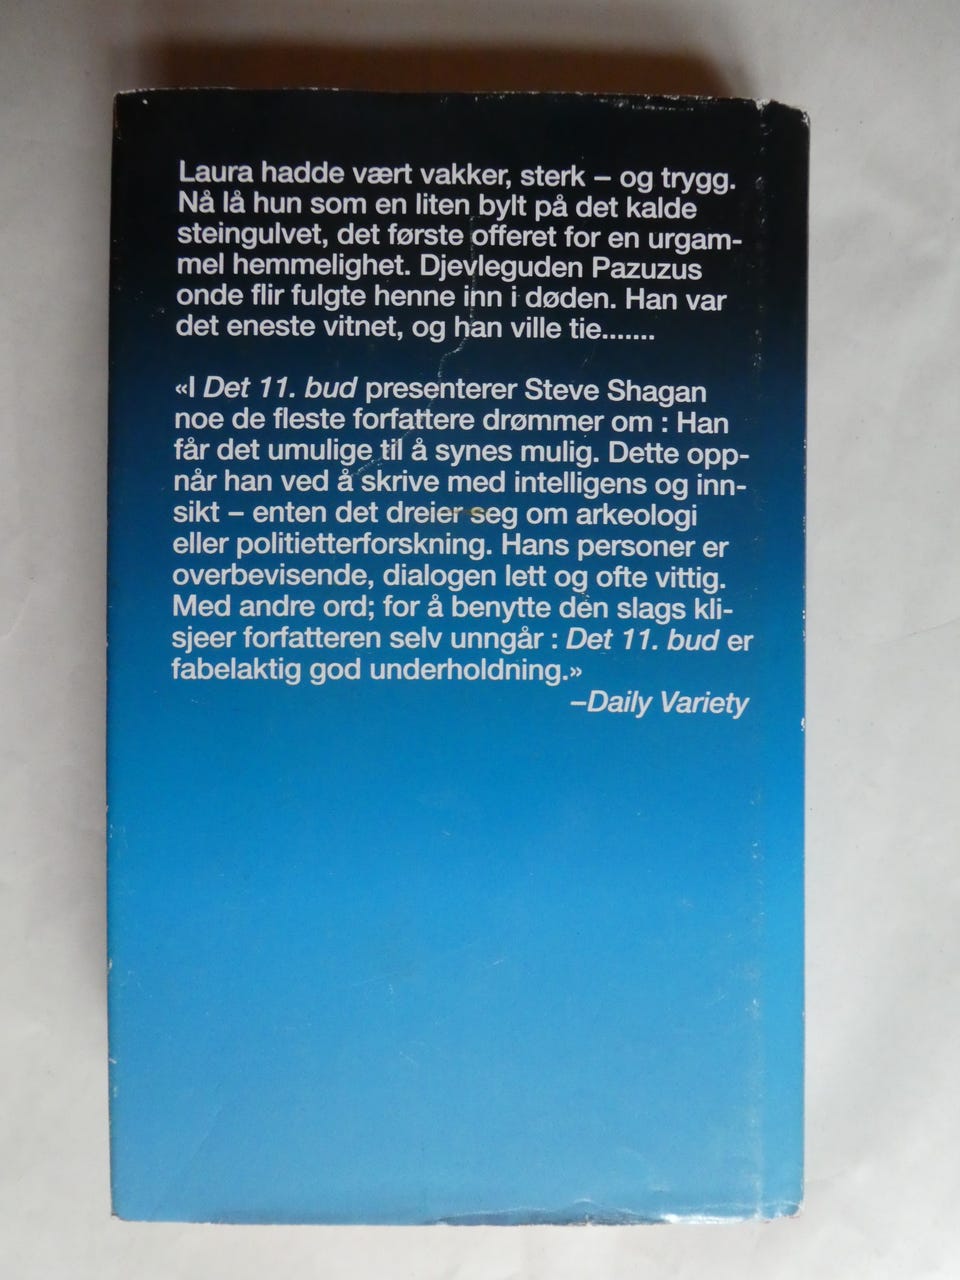 Laura hadde vært vakker, sterk – og trygg.
Nå lå hun som en liten bylt på det kalde
steingulvet, det første offeret for en urgam-
mel hemmelighet. Djevleguden Pazuzus
onde flir fulgte henne inn i døden. Han var
det eneste vitnet, og han ville tie.......
«I Det 11. bud presenterer Steve Shagan
noe de fleste forfattere drømmer om : Han
får det umulige til å synes mulig. Dette opp-
når han ved å skrive med intelligens og inn-
sikt – enten det dreier seg om arkeologi
eller politietterforskning. Hans personer er
overbevisende, dialogen lett og ofte vittig.
Med andre ord; for å benytte den slags kli-
sjeer forfatteren selv unngår : Det 11. bud er
fabelaktig god underholdning.»
–Daily Variety